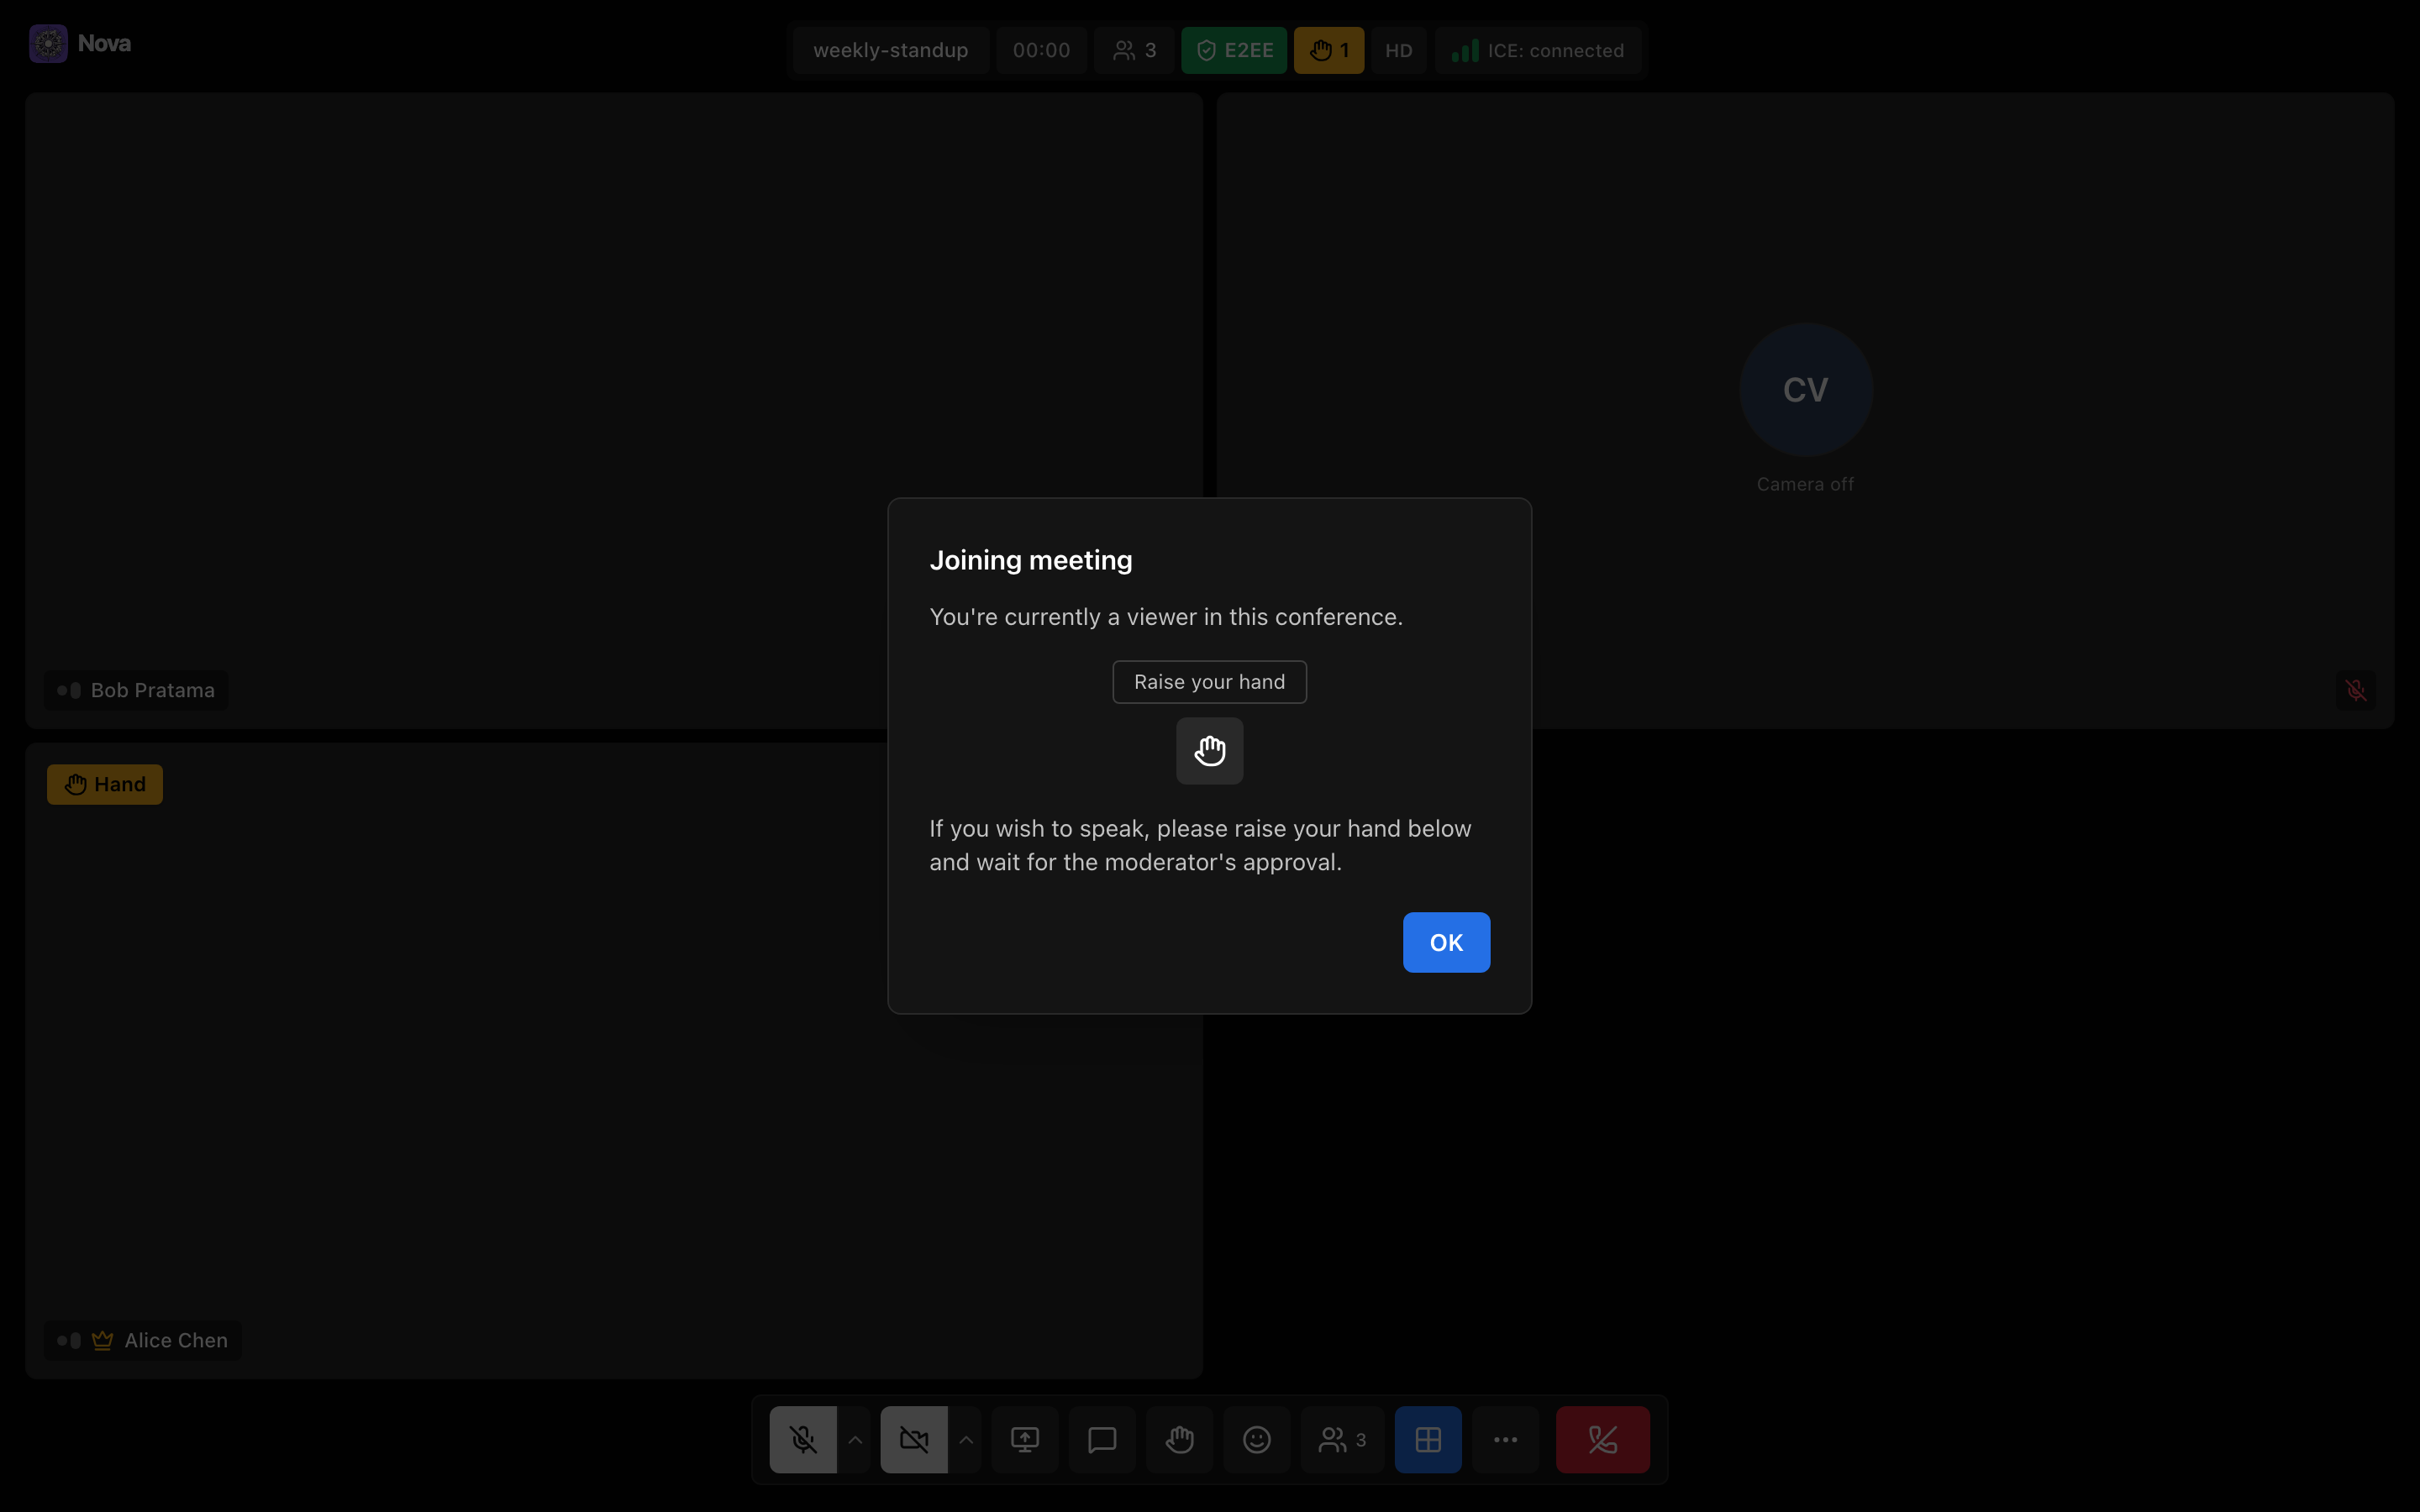 Nova
weekly-standup
00:00
3
E2EE
1
HD
ICE: connected
CV
Camera off
Joining meeting
You're currently a viewer in this conference.
Raise your hand
If you wish to speak, please raise your hand below
and wait for the moderator's approval.
OK
Bob Pratama
Hand
Alice Chen
3